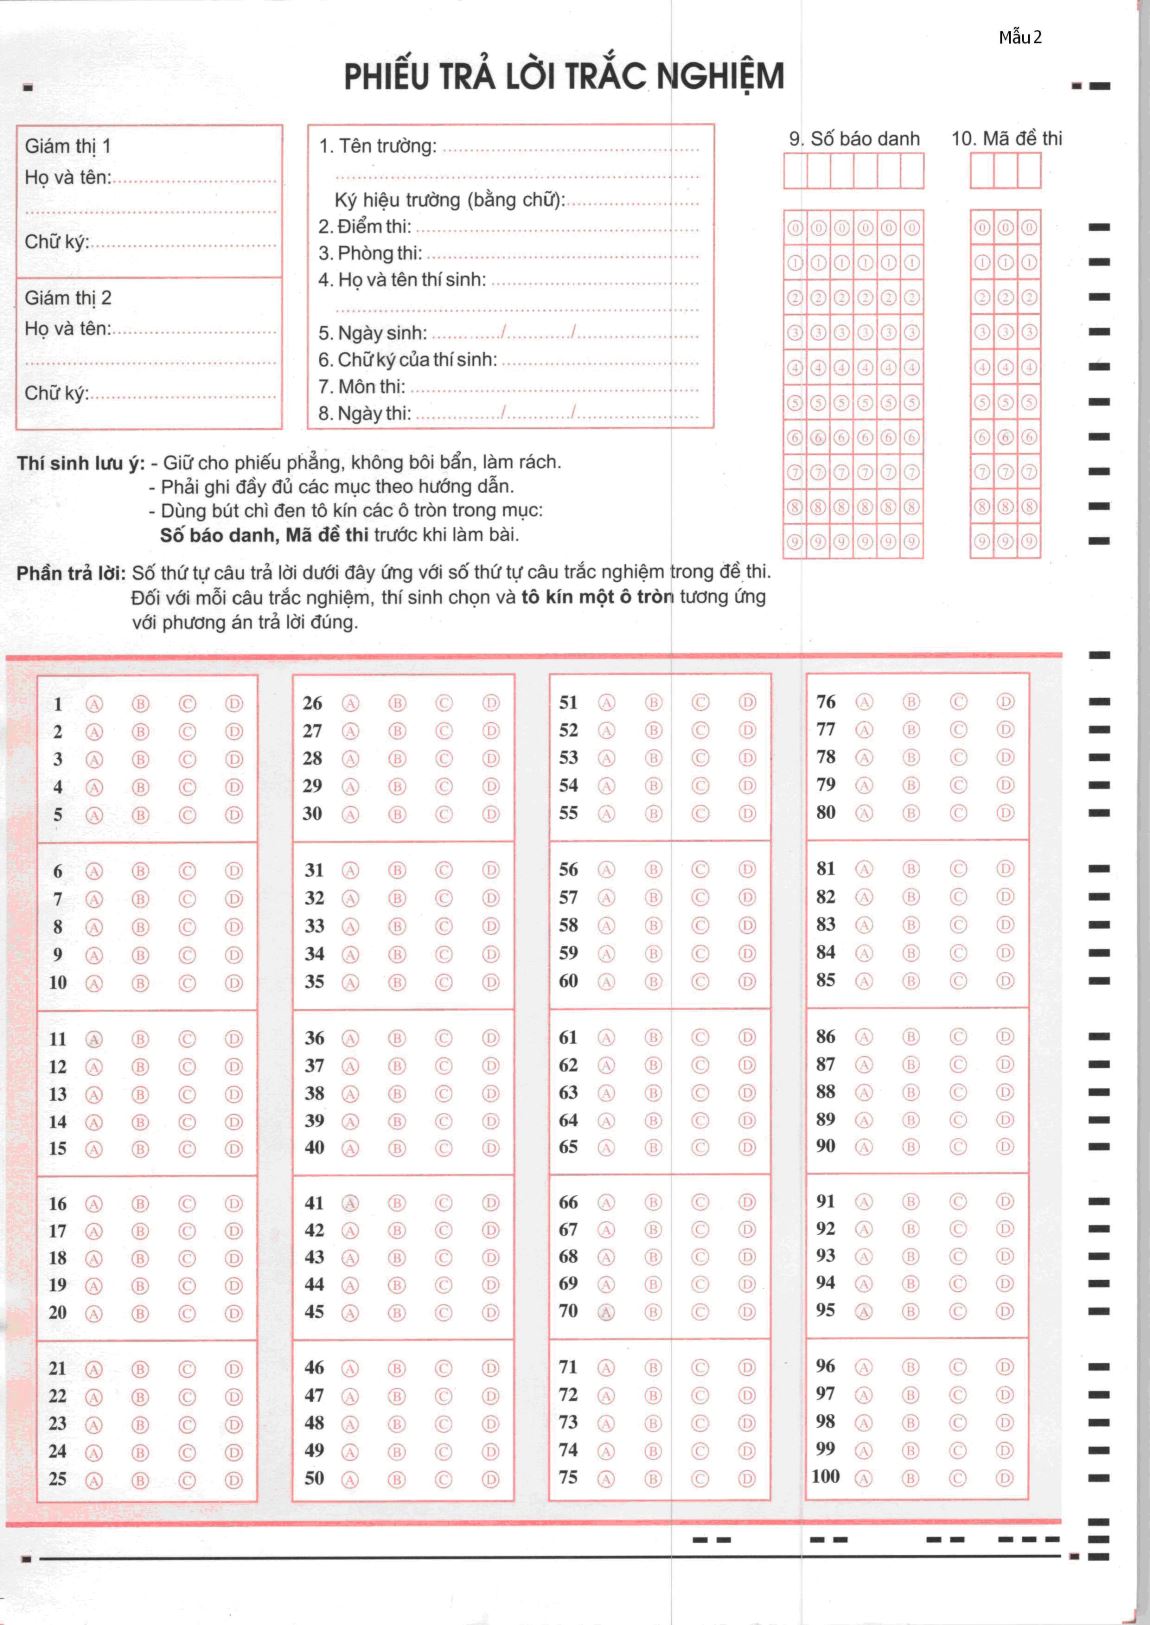 Mẫu 2
PHIẾU TRẢ LỜI TRẮC NGHIỆM
Giám thị 1
Họ và tên:
Chữ ký:
Giám thị 2
Họ và tên:
Chữ ký:
1. Tên trường:
Ký hiệu trường (bằng chữ):
2. Điểm thi:
3. Phòng thi:
4. Họ và tên thí sinh:
5. Ngày sinh: / /
6. Chữ ký của thí sinh:
7. Môn thi:
8. Ngày thi: / /
9. Số báo danh
0 0 0 0 0 0
1 1 1 1 1 1
2 2 2 2 2 2
3 3 3 3 3 3
4 4 4 4 4 4
5 5 5 5 5 5
6 6 6 6 6 6
7 7 7 7 7 7
8 8 8 8 8 8
9 9 9 9 9 9
10. Mã đề thi
0 0 0
1 1 1
2 2 2
3 3 3
4 4 4
5 5 5
6 6 6
7 7 7
8 8 8
9 9 9
Thí sinh lưu ý: - Giữ cho phiếu phẳng, không bôi bẩn, làm rách.
- Phải ghi đầy đủ các mục theo hướng dẫn.
- Dùng bút chì đen tô kín các ô tròn trong mục:
Số báo danh, Mã đề thi trước khi làm bài.
Phần trả lời: Số thứ tự câu trả lời dưới đây ứng với số thứ tự câu trắc nghiệm trong đề thi.
Đối với mỗi câu trắc nghiệm, thí sinh chọn và tô kín một ô tròn tương ứng
với phương án trả lời đúng.
1 A B C D
2 A B C D
3 A B C D
4 A B C D
5 A B C D
6 A B C D
7 A B C D
8 A B C D
9 A B C D
10 A B C D
11 A B C D
12 A B C D
13 A B C D
14 A B C D
15 A B C D
16 A B C D
17 A B C D
18 A B C D
19 A B C D
20 A B C D
21 A B C D
22 A B C D
23 A B C D
24 A B C D
25 A B C D
26 A B C D
27 A B C D
28 A B C D
29 A B C D
30 A B C D
31 A B C D
32 A B C D
33 A B C D
34 A B C D
35 A B C D
36 A B C D
37 A B C D
38 A B C D
39 A B C D
40 A B C D
41 A B C D
42 A B C D
43 A B C D
44 A B C D
45 A B C D
46 A B C D
47 A B C D
48 A B C D
49 A B C D
50 A B C D
51 A B C D
52 A B C D
53 A B C D
54 A B C D
55 A B C D
56 A B C D
57 A B C D
58 A B C D
59 A B C D
60 A B C D
61 A B C D
62 A B C D
63 A B C D
64 A B C D
65 A B C D
66 A B C D
67 A B C D
68 A B C D
69 A B C D
70 A B C D
71 A B C D
72 A B C D
73 A B C D
74 A B C D
75 A B C D
76 A B C D
77 A B C D
78 A B C D
79 A B C D
80 A B C D
81 A B C D
82 A B C D
83 A B C D
84 A B C D
85 A B C D
86 A B C D
87 A B C D
88 A B C D
89 A B C D
90 A B C D
91 A B C D
92 A B C D
93 A B C D
94 A B C D
95 A B C D
96 A B C D
97 A B C D
98 A B C D
99 A B C D
100 A B C D